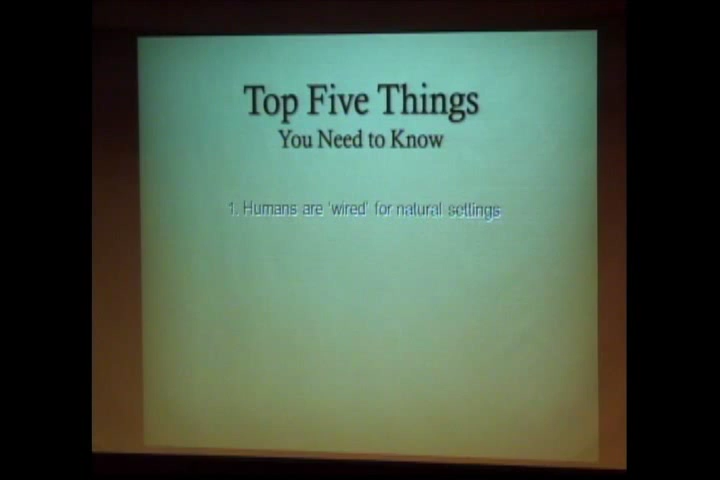 Top Five Things
You Need to Know
1. Humans are 'wired' for natural settings